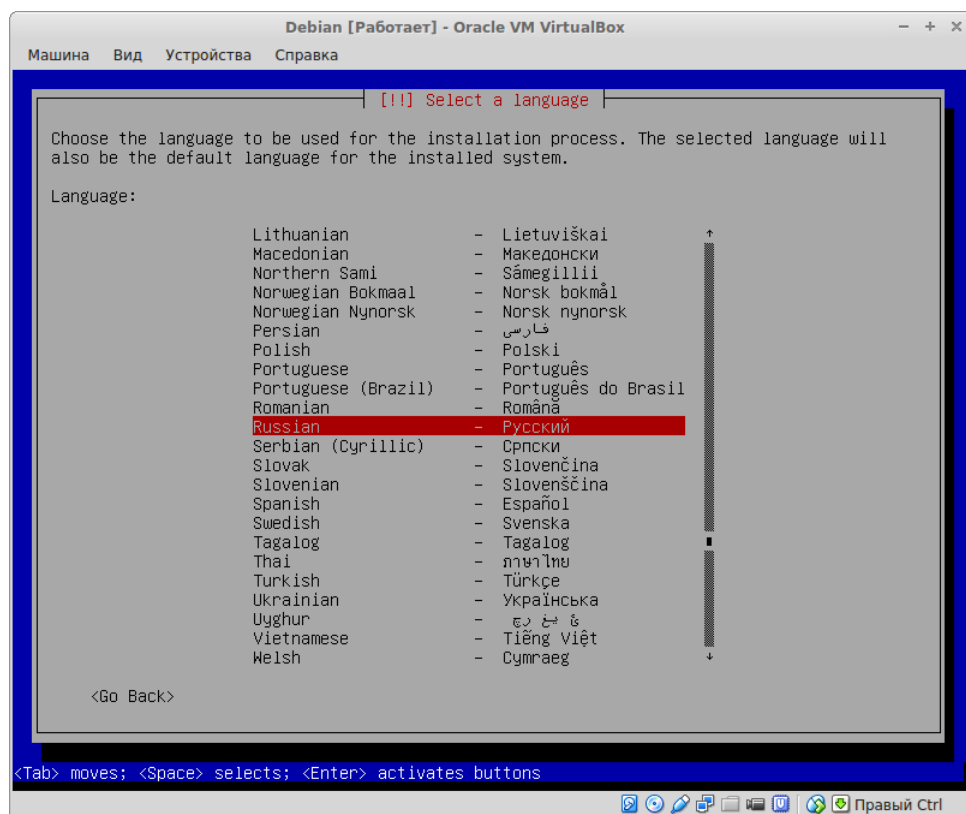 Debian [Работает] - Oracle VM VirtualBox
Машина Вид Устройства Справка
[!!] Select a language
Choose the language to be used for the installation process. The selected language will
also be the default language for the installed system.
Language:
Lithuanian - Lietuviškai
Macedonian - Македонски
Northern Sami - Sámegillii
Norwegian Bokmaal - Norsk bokmål
Norwegian Nynorsk - Norsk nynorsk
Persian - فارسی
Polish - Polski
Portuguese - Português
Portuguese (Brazil) - Português do Brasil
Romanian - Română
Russian - Русский
Serbian (Cyrillic) - Српски
Slovak - Slovenčina
Slovenian - Slovenščina
Spanish - Español
Swedish - Svenska
Tagalog - Tagalog
Thai - ภาษาไทย
Turkish - Türkçe
Ukrainian - Українська
Uyghur -
Vietnamese - Tiếng Việt
Welsh - Cymraeg
<Go Back>
<Tab> moves; <Space> selects; <Enter> activates buttons
Правый Ctrl